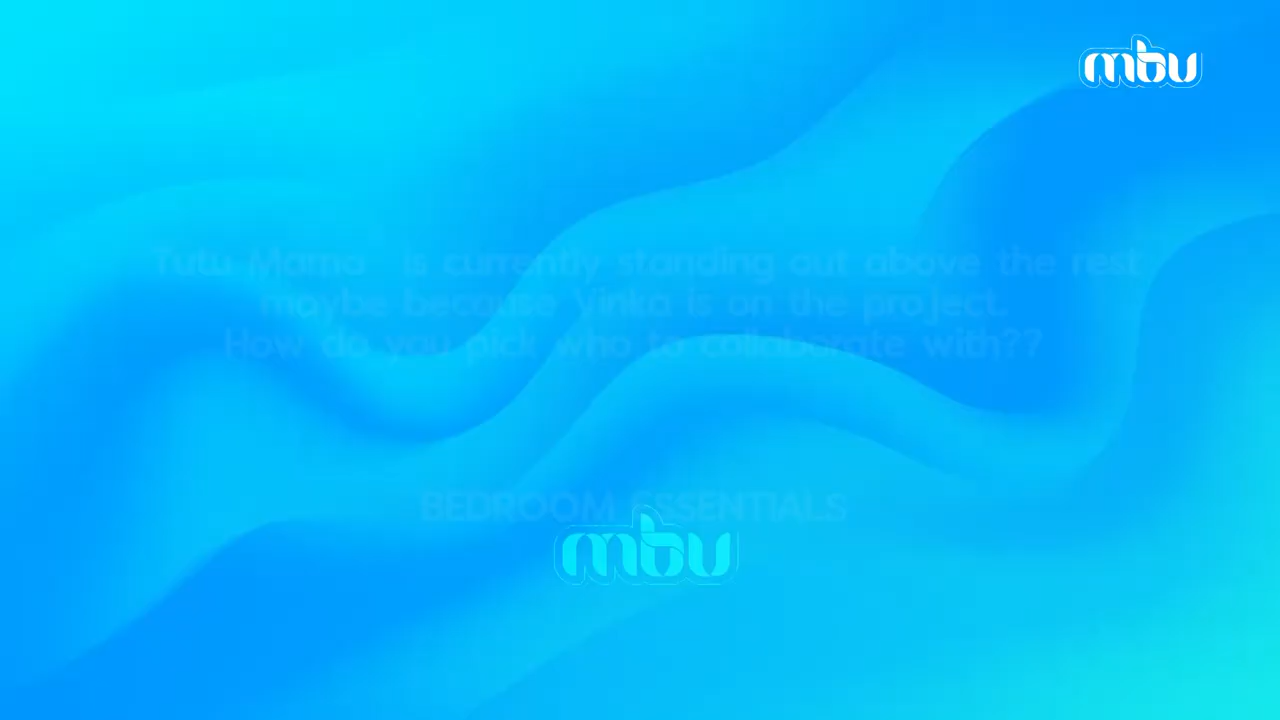 mbu
Tutu Mama is currently standing out above the rest
maybe because Vinka is on the project.
How do you pick who to collaborate with??
BEDROOM ESSENTIALS
mbu